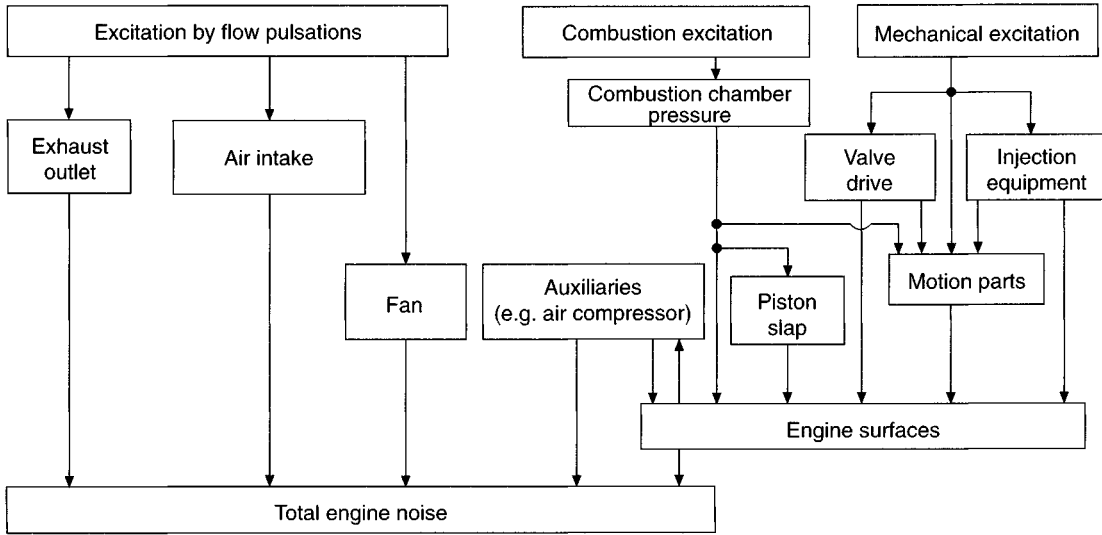 Excitation by flow pulsations
Combustion excitation
Mechanical excitation
Combustion chamber
pressure
Exhaust
outlet
Air intake
Valve
drive
Injection
equipment
Fan
Auxiliaries
(e.g. air compressor)
Piston
slap
Motion parts
Engine surfaces
Total engine noise